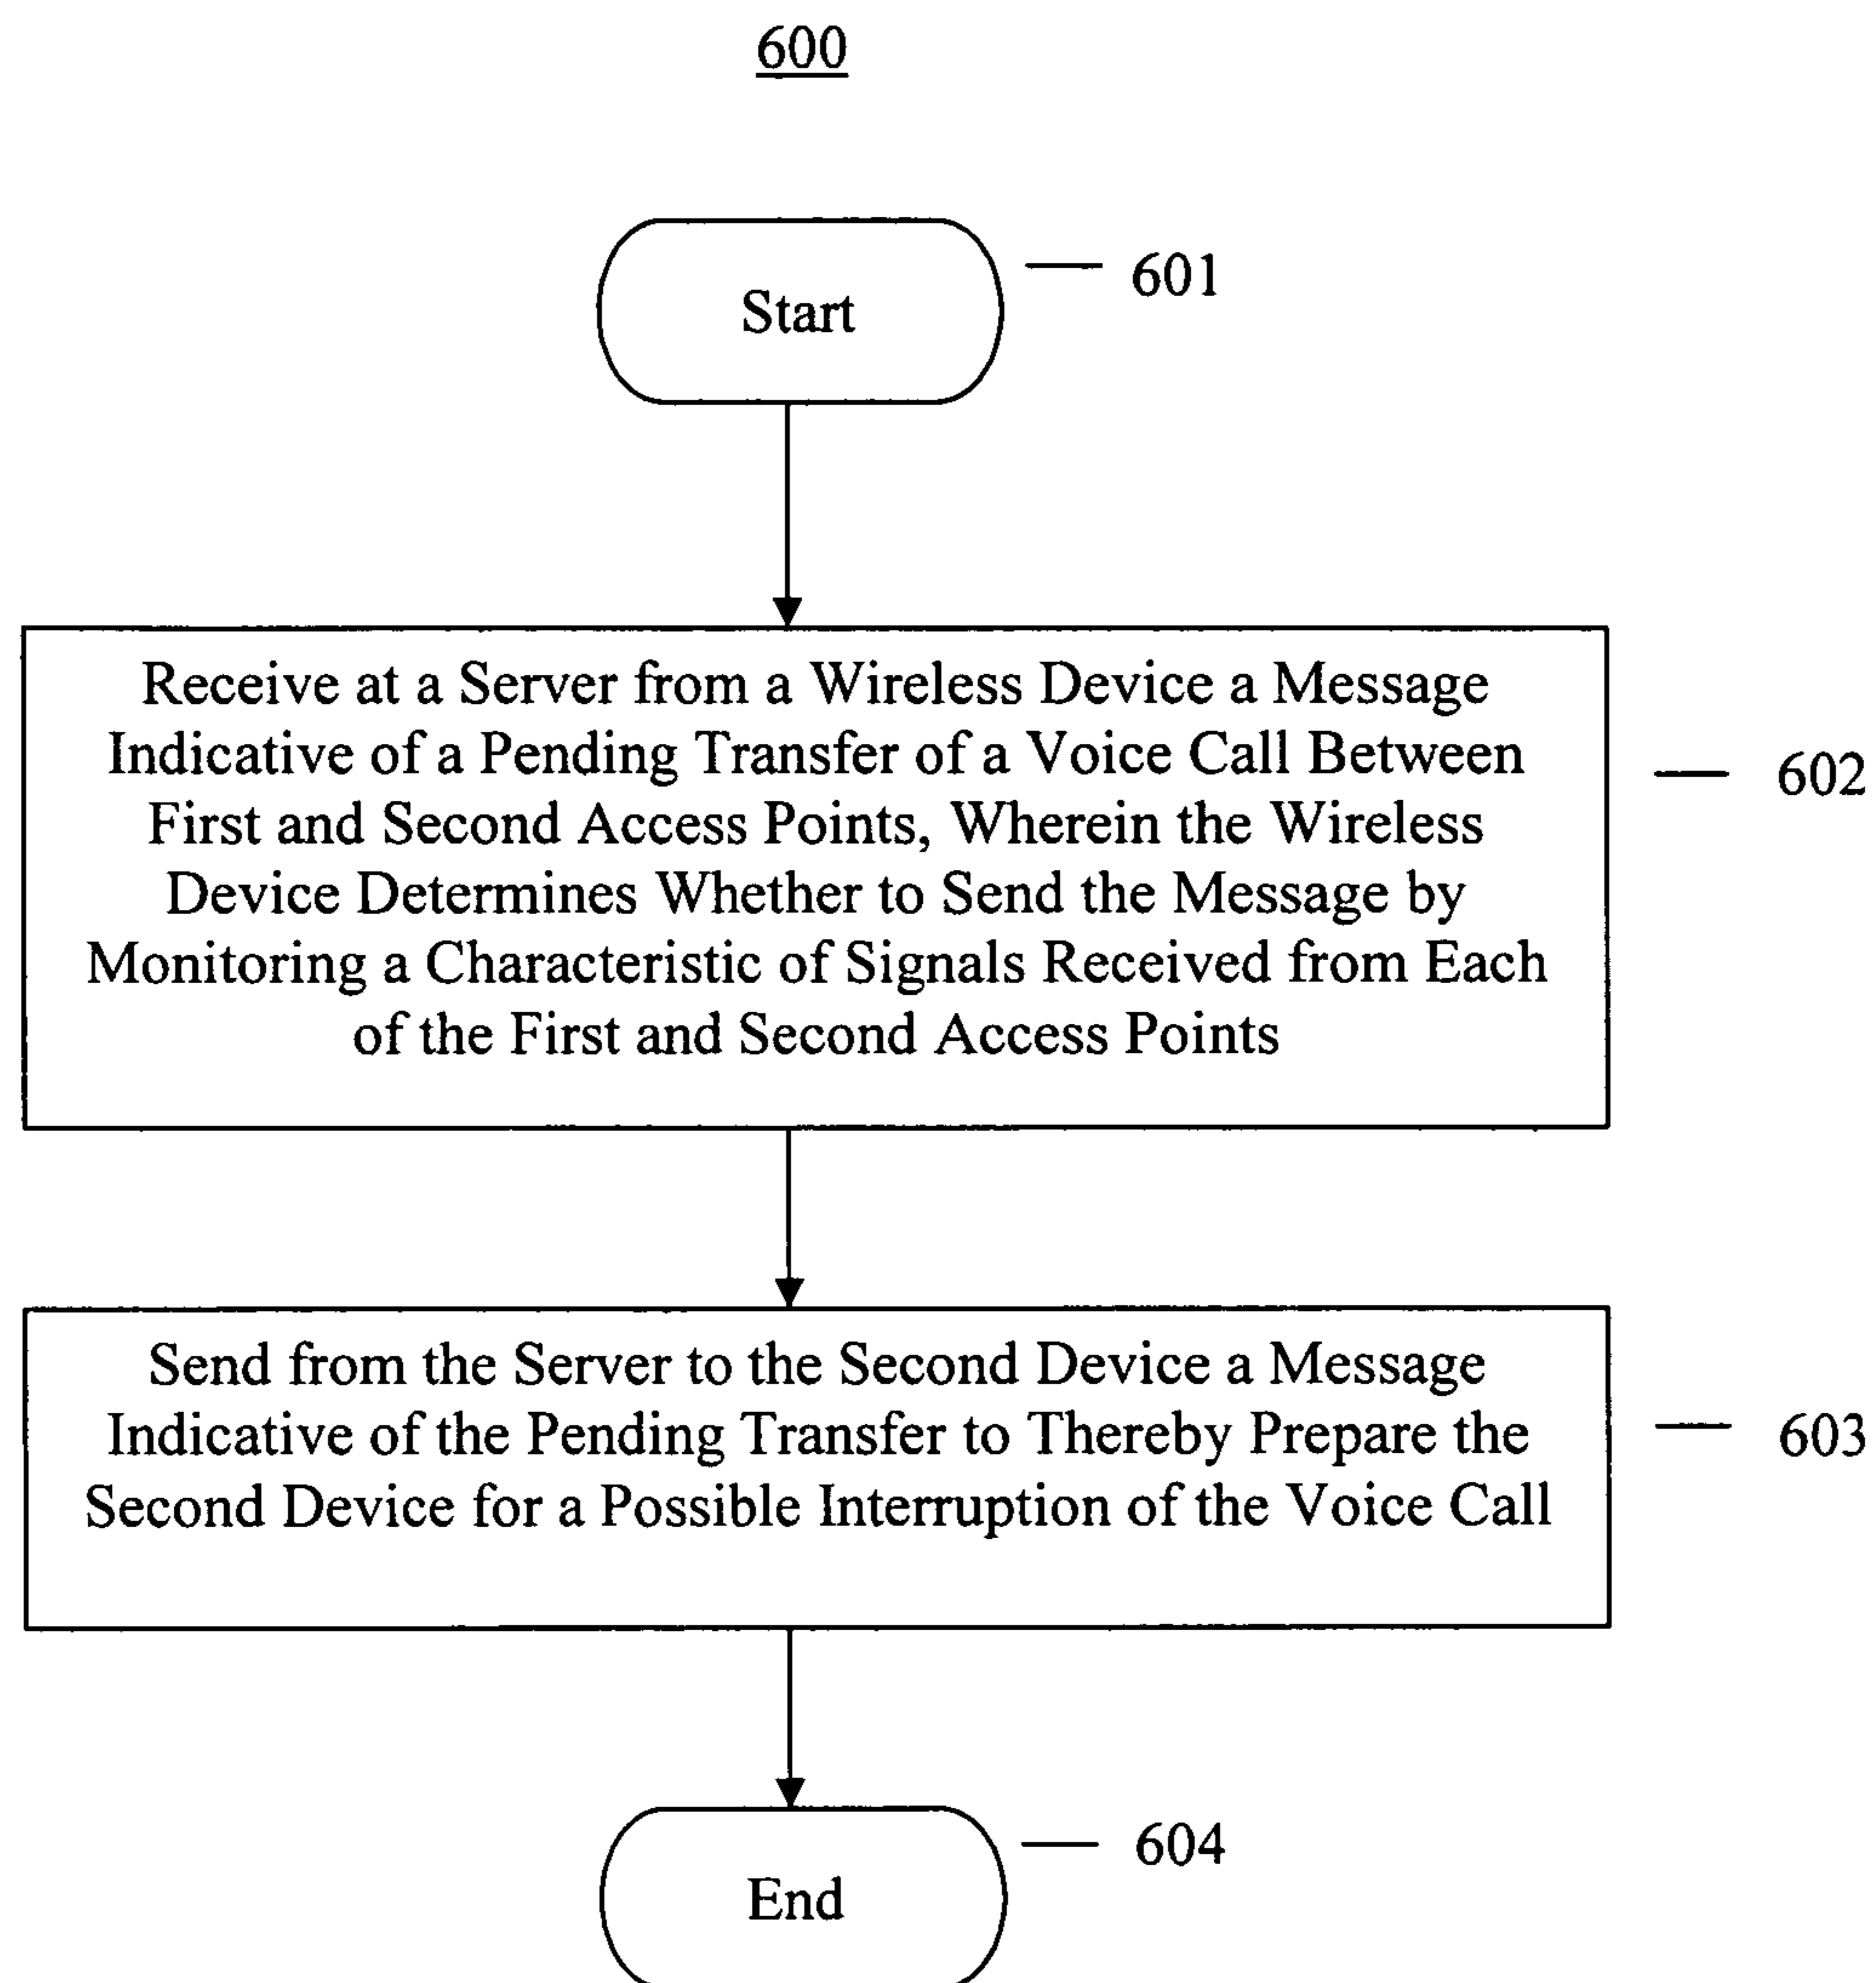 600
Start
601
Receive at a Server from a Wireless Device a Message
Indicative of a Pending Transfer of a Voice Call Between
First and Second Access Points, Wherein the Wireless
Device Determines Whether to Send the Message by
Monitoring a Characteristic of Signals Received from Each
of the First and Second Access Points
602
Send from the Server to the Second Device a Message
Indicative of the Pending Transfer to Thereby Prepare the
Second Device for a Possible Interruption of the Voice Call
603
End
604